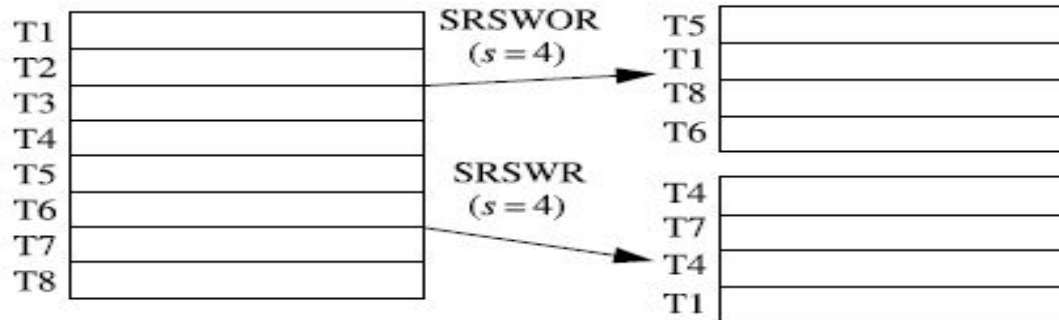 T1
T2
T3
T4
T5
T6
T7
T8
SRSWOR
(s = 4)
SRSWR
(s = 4)
T5
T1
T8
T6
T4
T7
T4
T1